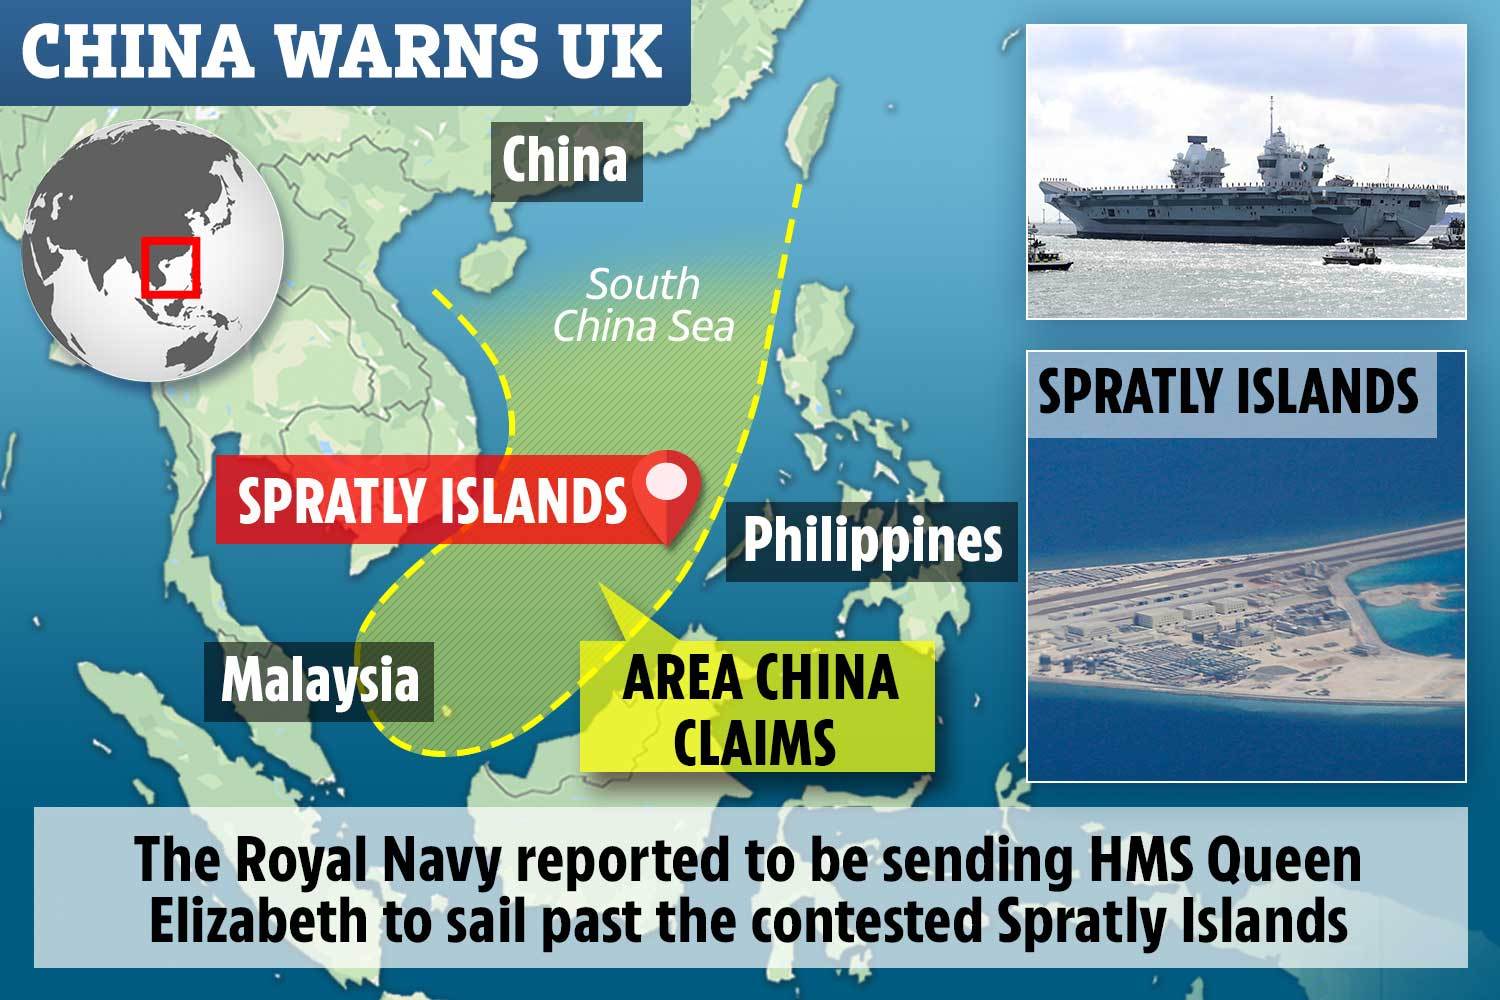 CHINA WARNS UK
China
South
China Sea
SPRATLY ISLANDS
SPRATLY ISLANDS
Philippines
Malaysia
AREA CHINA
CLAIMS
The Royal Navy reported to be sending HMS Queen
Elizabeth to sail past the contested Spratly Islands